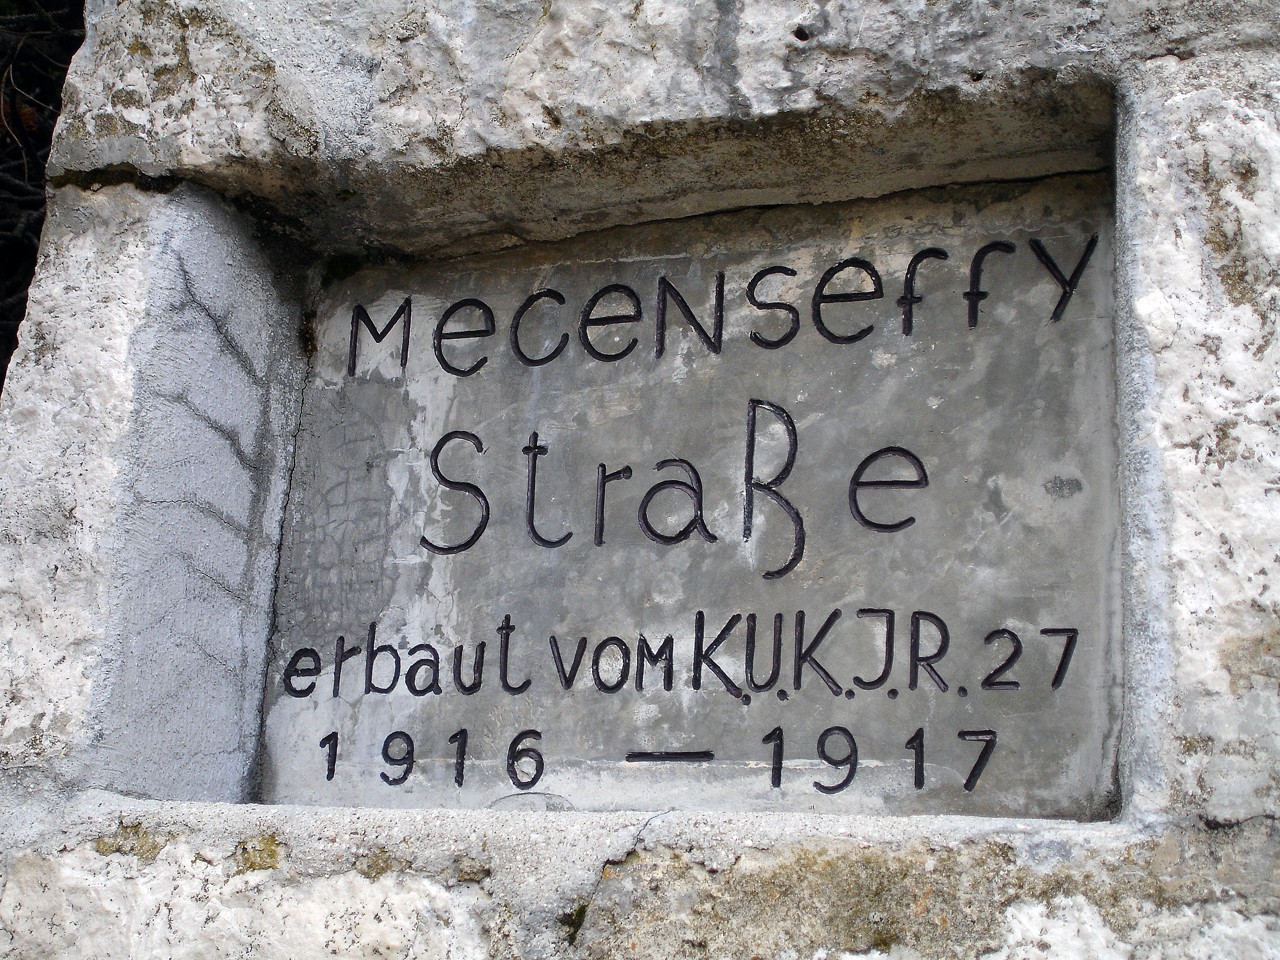 MeceNseffY
Straße
erbaut voM K.U.K.J.R. 27
1916 — 1917